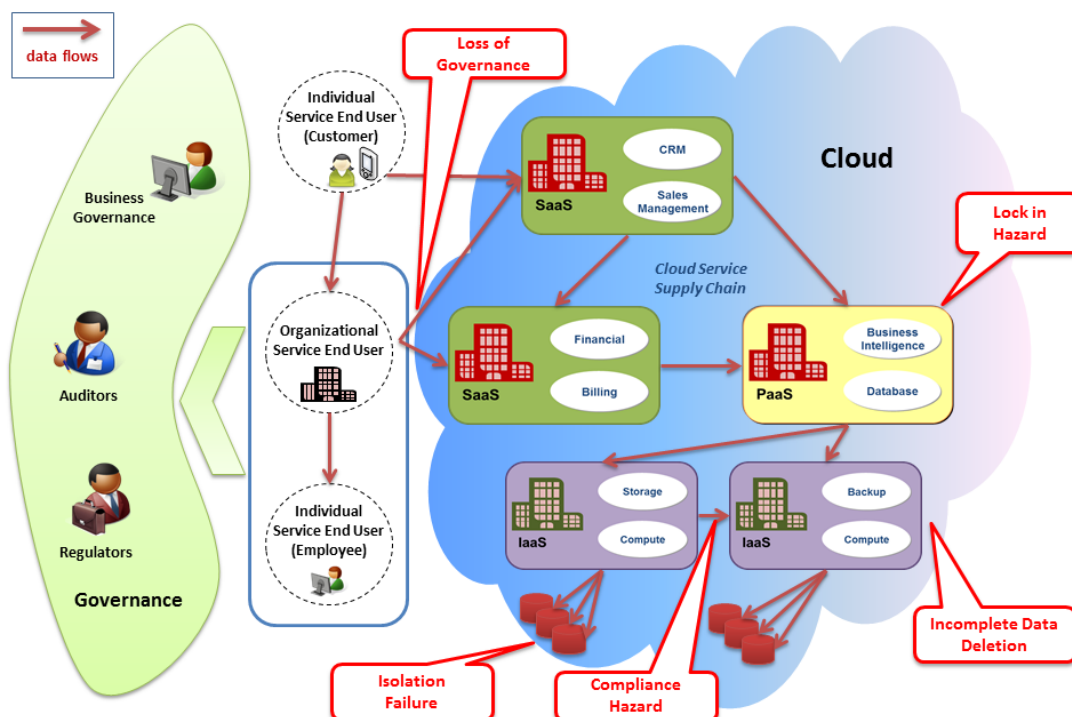 data flows
Loss of
Governance
Individual
Service End User
(Customer)
Business
Governance
Auditors
Regulators
Governance
Organizational
Service End User
Individual
Service End User
(Employee)
Cloud
SaaS
CRM
Sales
Management
Lock in
Hazard
Cloud Service
Supply Chain
SaaS
Financial
Billing
PaaS
Business
Intelligence
Database
IaaS
Storage
Compute
IaaS
Backup
Compute
Isolation
Failure
Compliance
Hazard
Incomplete Data
Deletion